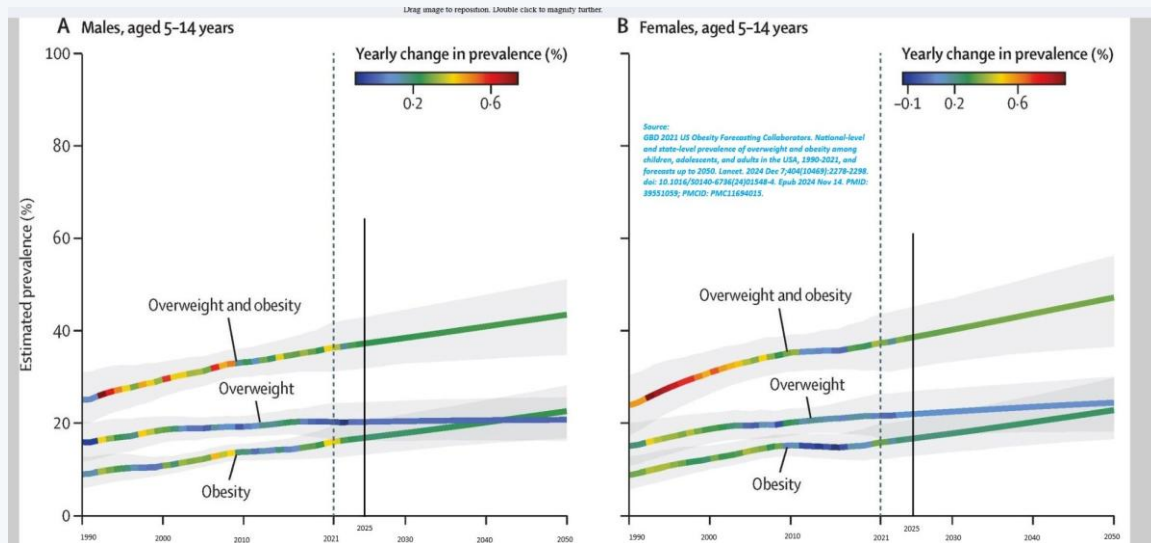 Drag image to reposition. Double click to magnify further.
A Males, aged 5–14 years
Yearly change in prevalence (%)
0·2 0·6
100
80
60
40
20
0
Estimated prevalence (%)
Overweight and obesity
Overweight
Obesity
1990 2000 2010 2021 2025 2030 2040 2050
B Females, aged 5–14 years
Yearly change in prevalence (%)
–0·1 0·2 0·6
Source:
GBD 2021 US Obesity Forecasting Collaborators. National-level
and state-level prevalence of overweight and obesity among
children, adolescents, and adults in the USA, 1990-2021, and
forecasts up to 2050. Lancet. 2024 Dec 7;404(10469):2278-2298.
doi: 10.1016/S0140-6736(24)01548-4. Epub 2024 Nov 14. PMID:
39551059; PMCID: PMC11694015.
Overweight and obesity
Overweight
Obesity
1990 2000 2010 2021 2025 2030 2040 2050